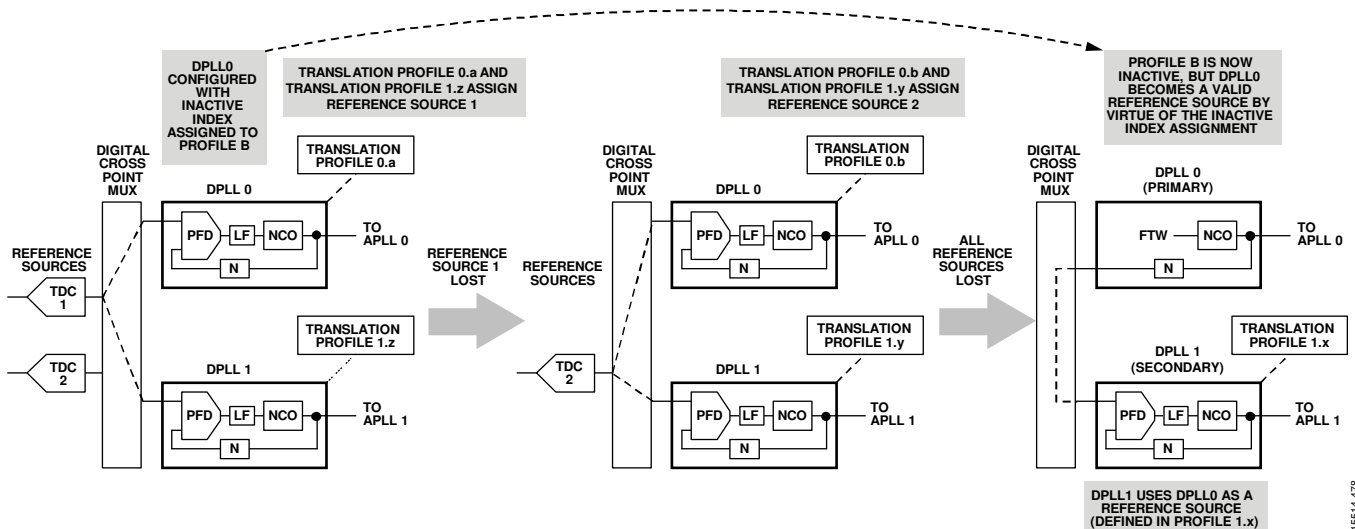 DPLL0
CONFIGURED
WITH
INACTIVE
INDEX
ASSIGNED TO
PROFILE B
TRANSLATION PROFILE 0.a AND
TRANSLATION PROFILE 1.z ASSIGN
REFERENCE SOURCE 1
TRANSLATION PROFILE 0.b AND
TRANSLATION PROFILE 1.y ASSIGN
REFERENCE SOURCE 2
PROFILE B IS NOW
INACTIVE, BUT DPLL0
BECOMES A VALID
REFERENCE SOURCE BY
VIRTUE OF THE INACTIVE
INDEX ASSIGNMENT
DIGITAL
CROSS
POINT
MUX
REFERENCE
SOURCES
TDC
1
TDC
2
DPLL 0
TRANSLATION
PROFILE 0.a
PFD
LF
NCO
N
TO
APLL 0
DPLL 1
TRANSLATION
PROFILE 1.z
PFD
LF
NCO
N
TO
APLL 1
REFERENCE
SOURCE 1
LOST
DIGITAL
CROSS
POINT
MUX
REFERENCE
SOURCES
TDC
2
DPLL 0
TRANSLATION
PROFILE 0.b
PFD
LF
NCO
N
TO
APLL 0
DPLL 1
TRANSLATION
PROFILE 1.y
PFD
LF
NCO
N
TO
APLL 1
ALL
REFERENCE
SOURCES
LOST
DIGITAL
CROSS
POINT
MUX
DPLL 0
(PRIMARY)
FTW
NCO
N
TO
APLL 0
DPLL 1
(SECONDARY)
TRANSLATION
PROFILE 1.x
PFD
LF
NCO
N
TO
APLL 1
DPLL1 USES DPLL0 AS A
REFERENCE SOURCE
(DEFINED IN PROFILE 1.x)
15514-478